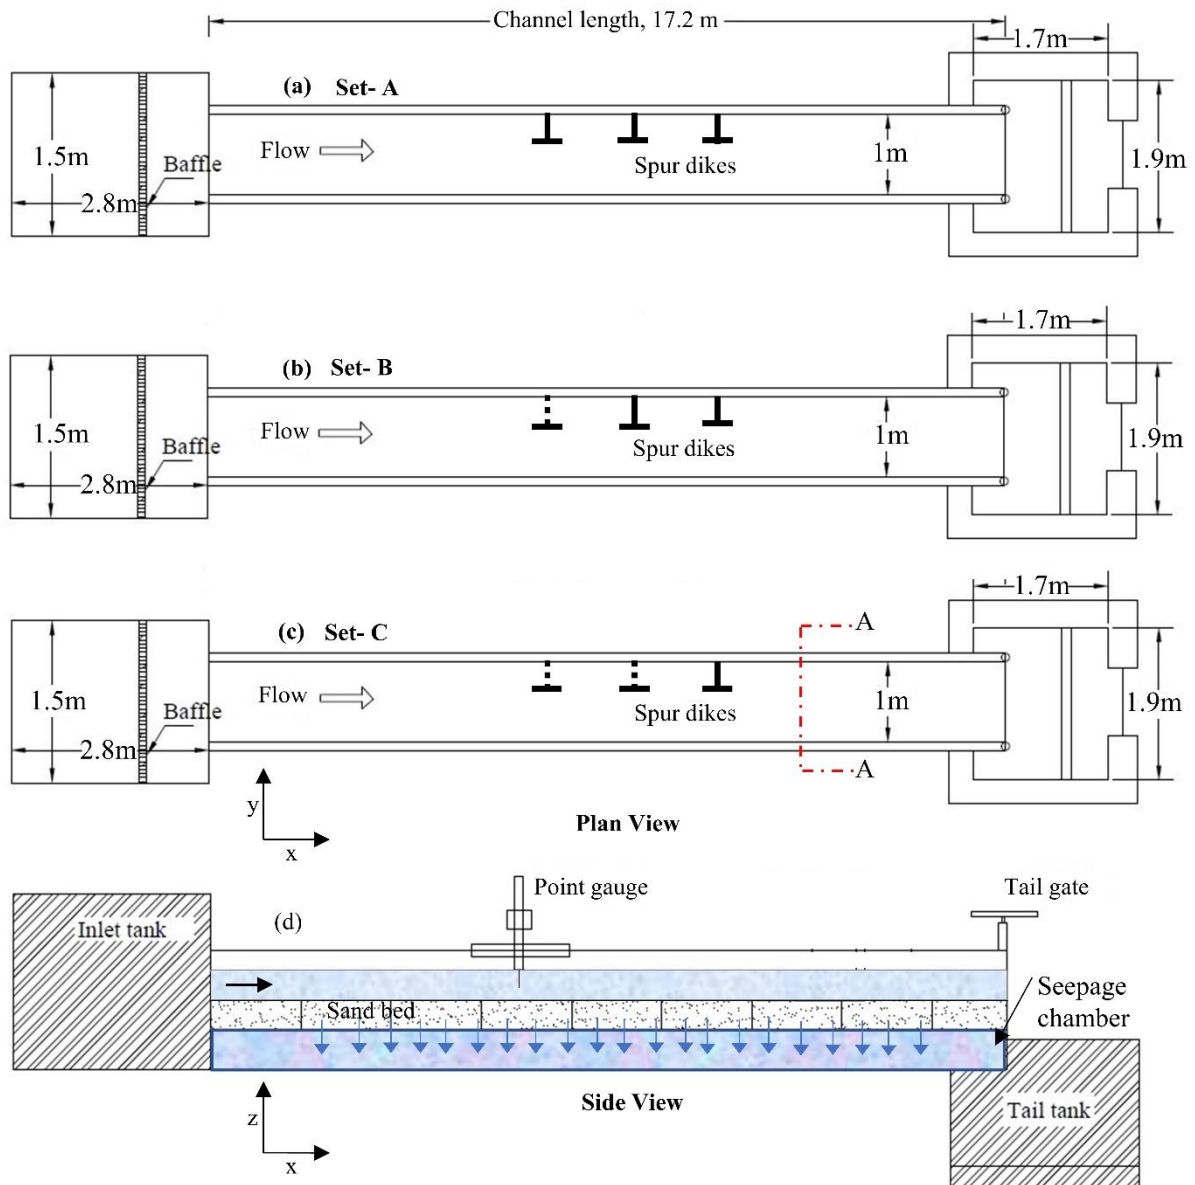 Channel length, 17.2 m
1.7m
(a) Set- A
1.5m
Baffle
Flow
2.8m
Spur dikes
1m
1.9m
1.7m
(b) Set- B
1.5m
Baffle
Flow
2.8m
Spur dikes
1m
1.9m
1.7m
(c) Set- C
A
1.5m
Baffle
Flow
2.8m
Spur dikes
1m
1.9m
A
y
x
Plan View
Point gauge
Tail gate
(d)
Inlet tank
Sand bed
Seepage
chamber
Side View
Tail tank
z
x